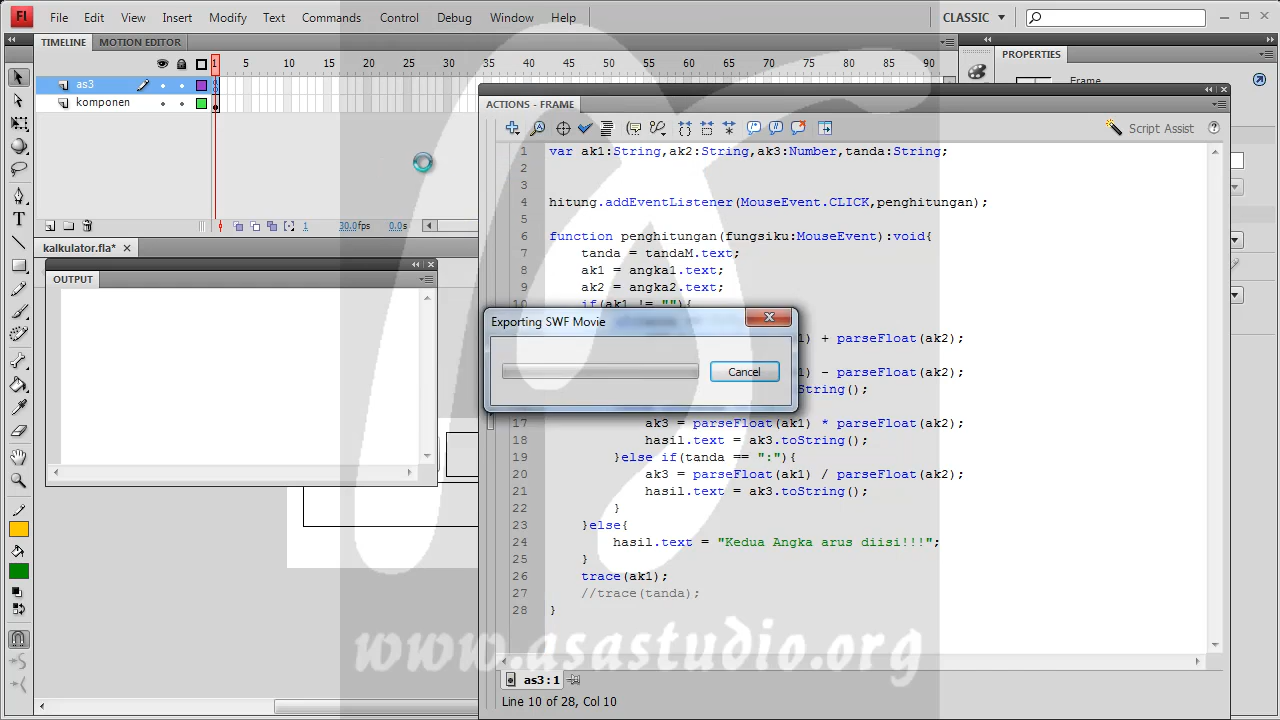 Fl File Edit View Insert Modify Text Commands Control Debug Window Help CLASSIC
TIMELINE MOTION EDITOR
PROPERTIES
Frame
1 5 10 15 20 25 30 35 40 45 50 55 60 65 70 75 80 85 90
as3
komponen
1 30.0fps 0.0s
kalkulator.fla*
OUTPUT
ACTIONS - FRAME
Script Assist
1 var ak1:String,ak2:String,ak3:Number,tanda:String;
2
3
4 hitung.addEventListener(MouseEvent.CLICK,penghitungan);
5
6 function penghitungan(fungsiku:MouseEvent):void{
7 tanda = tandaM.text;
8 ak1 = angka1.text;
9 ak2 = angka2.text;
10 if(ak1 != ""){
Exporting SWF Movie
Cancel
1) + parseFloat(ak2);
1) - parseFloat(ak2);
oString();
17 ak3 = parseFloat(ak1) * parseFloat(ak2);
18 hasil.text = ak3.toString();
19 }else if(tanda == ":"){
20 ak3 = parseFloat(ak1) / parseFloat(ak2);
21 hasil.text = ak3.toString();
22 }
23 }else{
24 hasil.text = "Kedua Angka arus diisi!!!";
25 }
26 trace(ak1);
27 //trace(tanda);
28 }
www.asastudio.org
as3:1
Line 10 of 28, Col 10